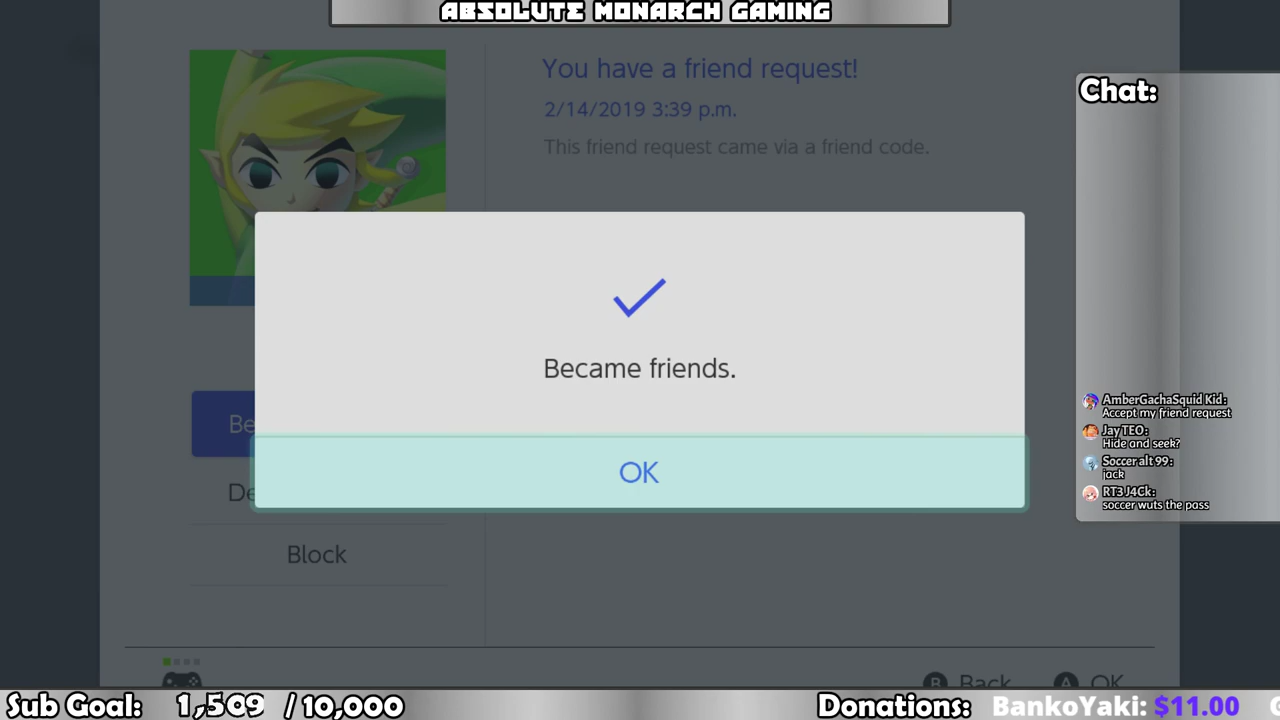 ABSOLUTE MONARCH GAMING
You have a friend request!
2/14/2019 3:39 p.m.
This friend request came via a friend code.
Chat:
Became friends.
AmberGachaSquid Kid:
Accept my friend request
Jay TEO:
Hide and seek?
Soccer alt 99:
jack
RT3 J4Ck:
soccer wuts the pass
Be
OK
De
Block
B Back
A OK
Sub Goal: 1,509 / 10,000
Donations: BankoYaki: $11.00